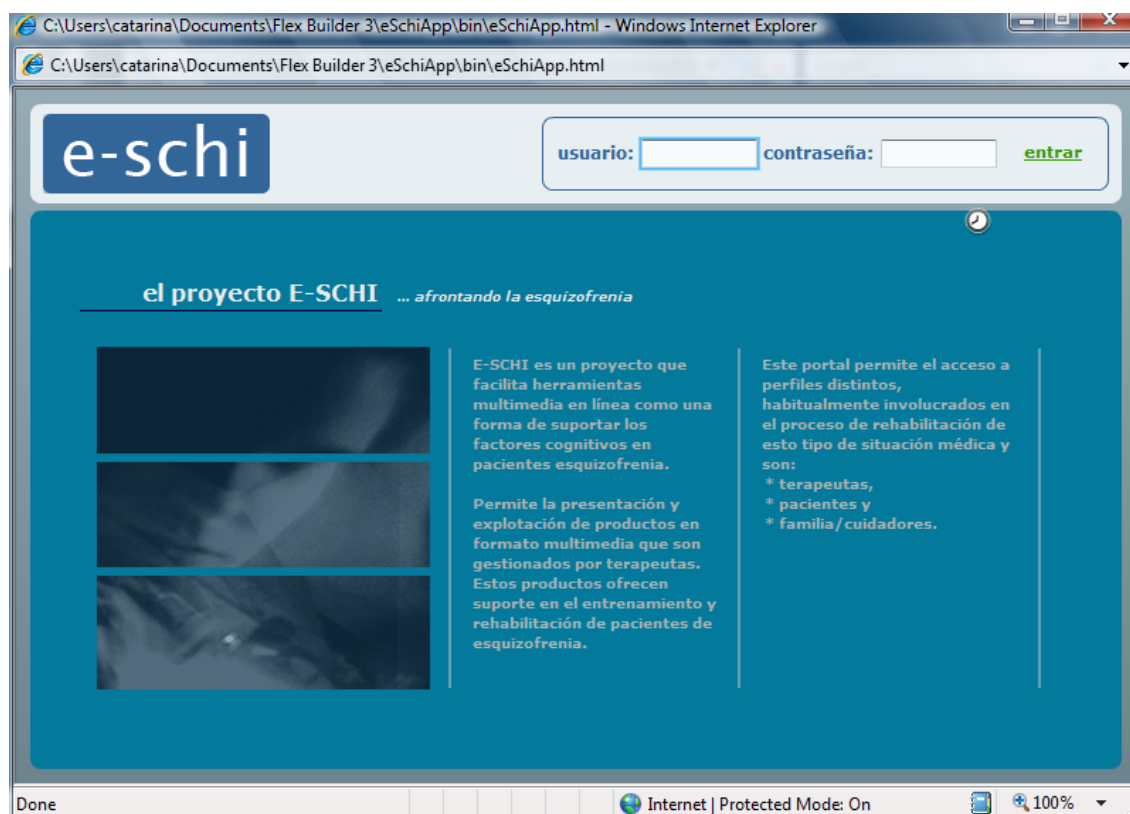 C:\Users\catarina\Documents\Flex Builder 3\eSchiApp\bin\eSchiApp.html - Windows Internet Explorer
C:\Users\catarina\Documents\Flex Builder 3\eSchiApp\bin\eSchiApp.html
e-schi
usuario:
contraseña:
entrar
el proyecto E-SCHI ... afrontando la esquizofrenia
E-SCHI es un proyecto que
facilita herramientas
multimedia en línea como una
forma de suportar los
factores cognitivos en
pacientes esquizofrenia.
Permite la presentación y
explotación de productos en
formato multimedia que son
gestionados por terapeutas.
Estos productos ofrecen
suporte en el entrenamiento y
rehabilitación de pacientes de
esquizofrenia.
Este portal permite el acceso a
perfiles distintos,
habitualmente involucrados en
el proceso de rehabilitación de
esto tipo de situación médica y
son:
* terapeutas,
* pacientes y
* familia/cuidadores.
Done
Internet | Protected Mode: On
100%